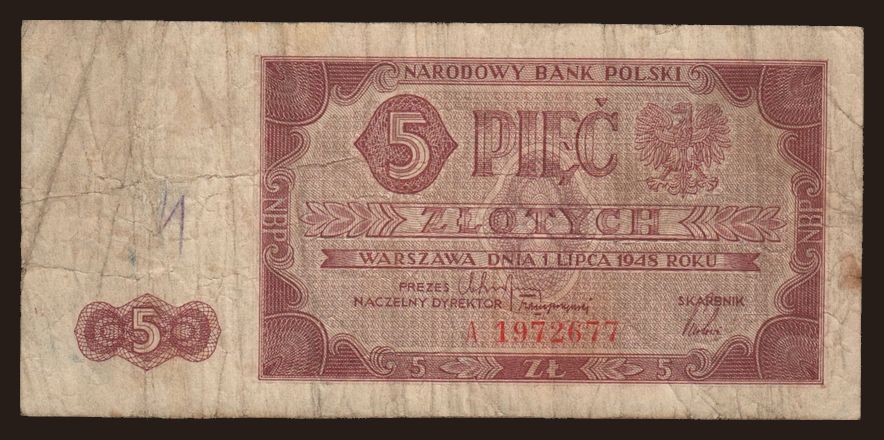 NARODOWY BANK POLSKI
5 PIĘĆ
ZŁOTYCH
WARSZAWA DNIA 1 LIPCA 1948 ROKU
PREZES
NACZELNY DYREKTOR
SKARBNIK
A 1972677
5 ZŁ 5
NBP
NBP
5